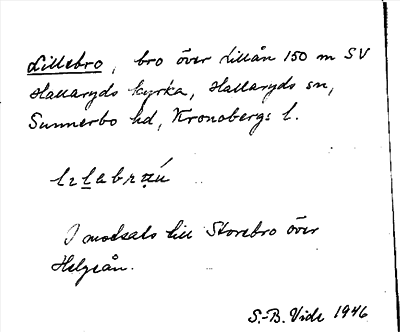 Lillebro, bro över Lillån 150 m SV
Hallaryds kyrka, Hallaryds sn,
Sunnerbo hd, Kronobergs l.
I motsats till Storebro över
Helgeån.
S.-B. Vide 1946